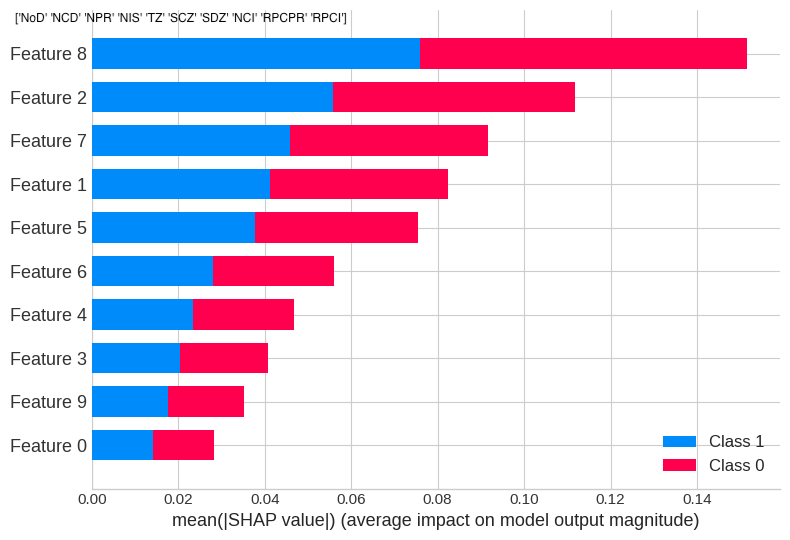 ['NoD' 'NCD' 'NPR' 'NIS' 'TZ' 'SCZ' 'SDZ' 'NCI' 'RPCPR' 'RPCI']
Feature 8
Feature 2
Feature 7
Feature 1
Feature 5
Feature 6
Feature 4
Feature 3
Feature 9
Feature 0
Class 1
Class 0
0.00 0.02 0.04 0.06 0.08 0.10 0.12 0.14
mean(|SHAP value|) (average impact on model output magnitude)